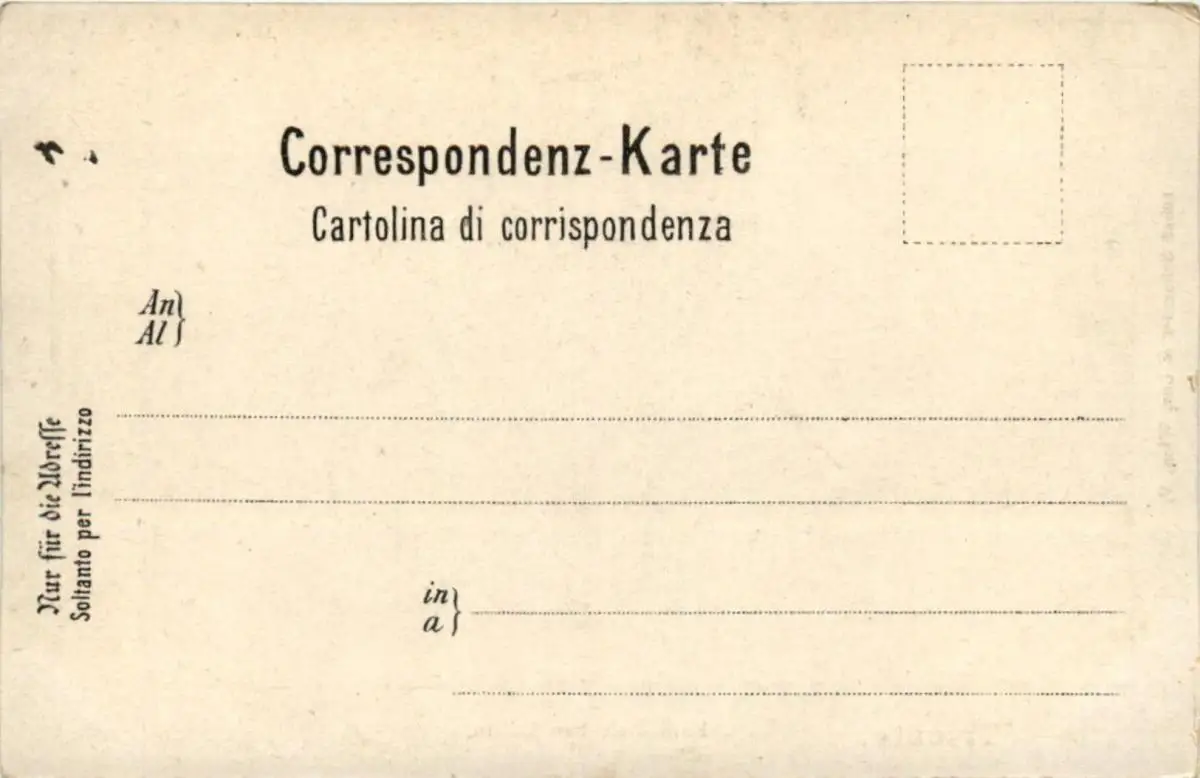 Correspondenz-Karte
Cartolina di corrispondenza
An
Al
Nur für die Adresse
Soltanto per l'indirizzo
in
a